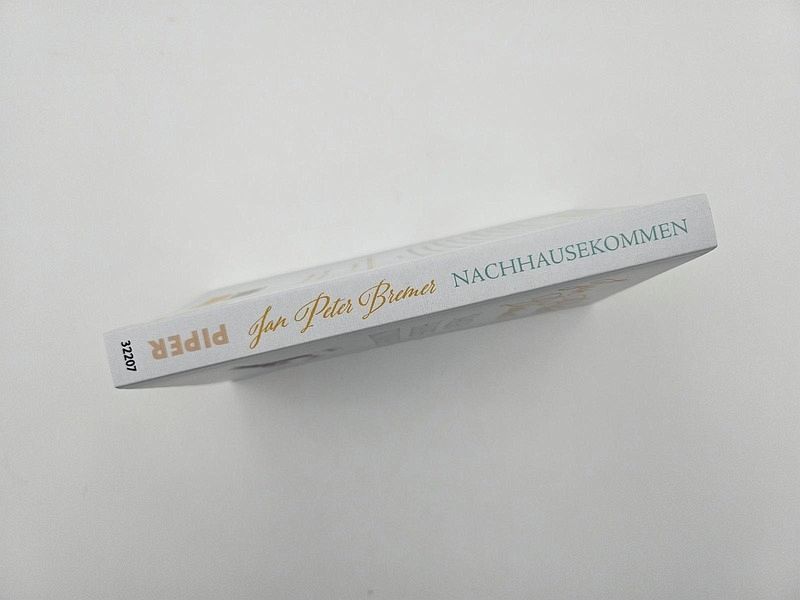 32207
PIPER
Jan Peter Bremer
NACHHAUSEKOMMEN